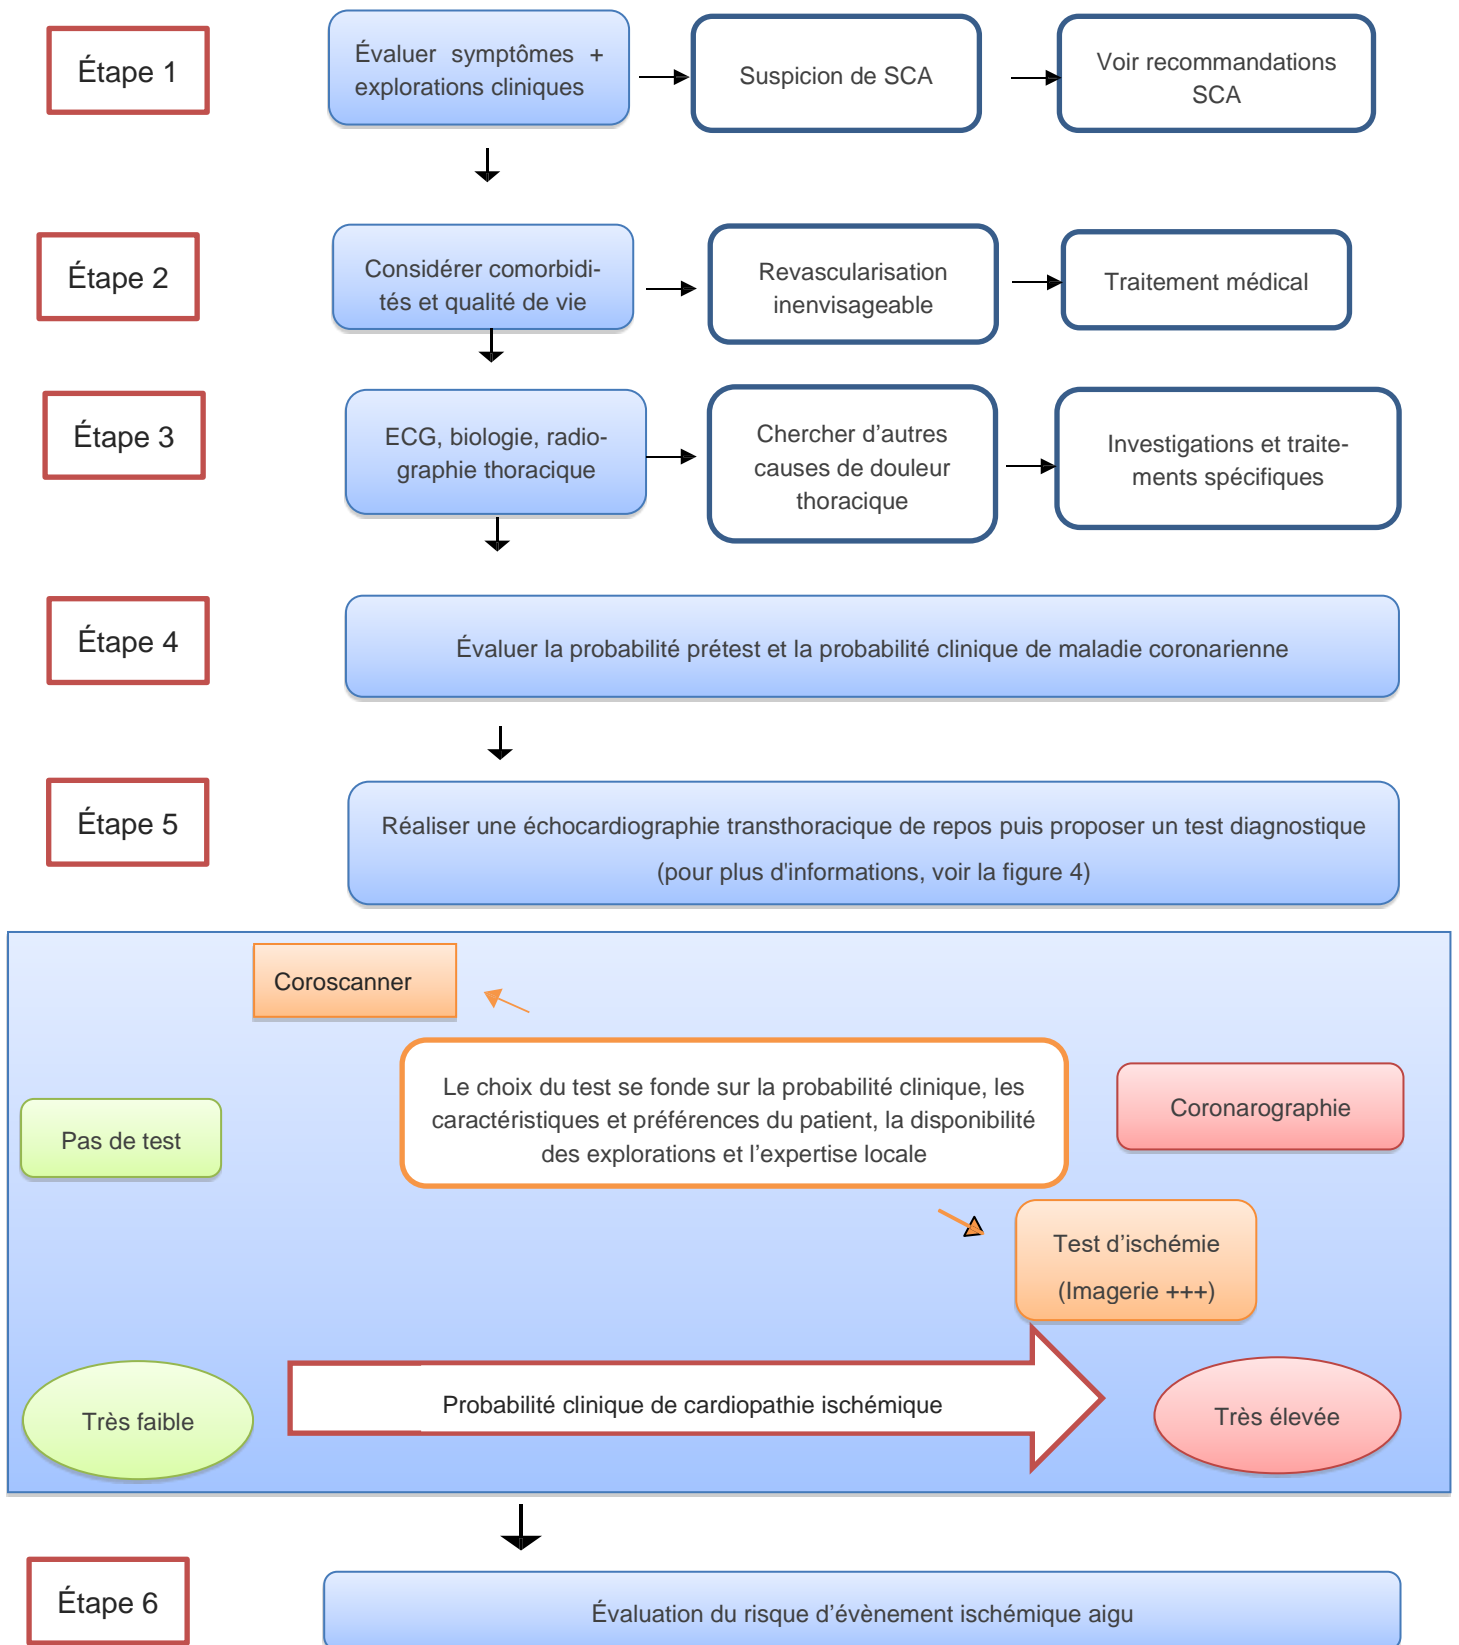 Étape 1
Évaluer symptômes +
explorations cliniques
Suspicion de SCA
Voir recommandations
SCA
Étape 2
Considérer comorbidi-
tés et qualité de vie
Revascularisation
inenvisageable
Traitement médical
Étape 3
ECG, biologie, radio-
graphie thoracique
Chercher d’autres
causes de douleur
thoracique
Investigations et traite-
ments spécifiques
Étape 4
Évaluer la probabilité prétest et la probabilité clinique de maladie coronarienne
Étape 5
Réaliser une échocardiographie transthoracique de repos puis proposer un test diagnostique
(pour plus d'informations, voir la figure 4)
Coroscanner
Le choix du test se fonde sur la probabilité clinique, les
caractéristiques et préférences du patient, la disponibilité
des explorations et l’expertise locale
Coronarographie
Pas de test
Test d’ischémie
(Imagerie +++)
Très faible
Probabilité clinique de cardiopathie ischémique
Très élevée
Étape 6
Évaluation du risque d’évènement ischémique aigu